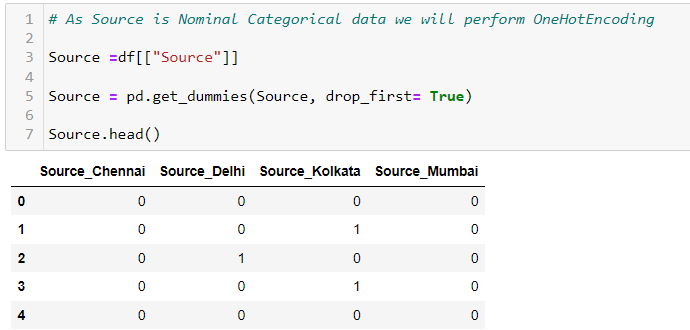 1 # As Source is Nominal Categorical data we will perform OneHotEncoding
2
3 Source =df[["Source"]]
4
5 Source = pd.get_dummies(Source, drop_first= True)
6
7 Source.head()
Source_Chennai Source_Delhi Source_Kolkata Source_Mumbai
0 0 0 0 0
1 0 0 1 0
2 0 1 0 0
3 0 0 1 0
4 0 0 0 0